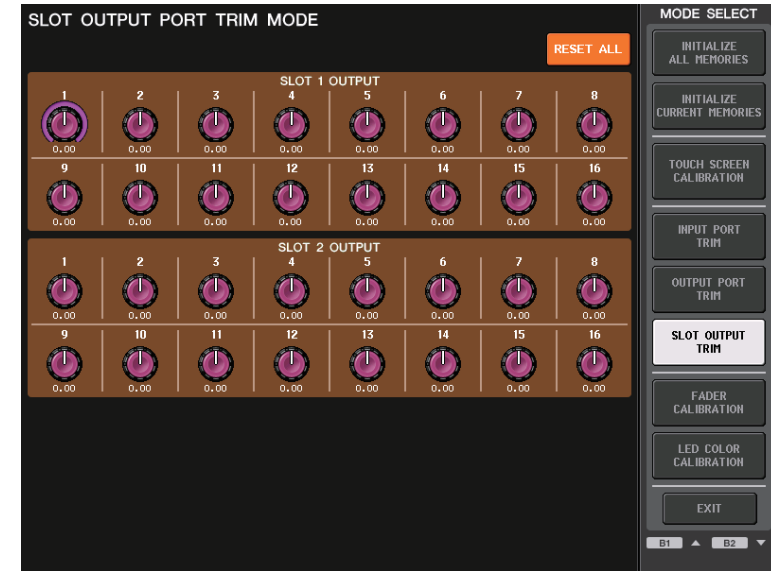 SLOT OUTPUT PORT TRIM MODE
RESET ALL
SLOT 1 OUTPUT
1 2 3 4 5 6 7 8
0.00 0.00 0.00 0.00 0.00 0.00 0.00 0.00
9 10 11 12 13 14 15 16
0.00 0.00 0.00 0.00 0.00 0.00 0.00 0.00
SLOT 2 OUTPUT
1 2 3 4 5 6 7 8
0.00 0.00 0.00 0.00 0.00 0.00 0.00 0.00
9 10 11 12 13 14 15 16
0.00 0.00 0.00 0.00 0.00 0.00 0.00 0.00
MODE SELECT
INITIALIZE
ALL MEMORIES
INITIALIZE
CURRENT MEMORIES
TOUCH SCREEN
CALIBRATION
INPUT PORT
TRIM
OUTPUT PORT
TRIM
SLOT OUTPUT
TRIM
FADER
CALIBRATION
LED COLOR
CALIBRATION
EXIT
B1 ▲ B2 ▼